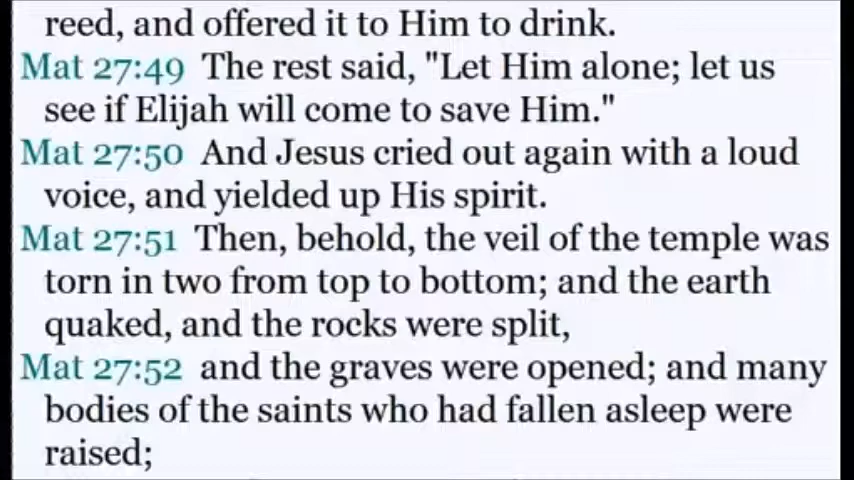 reed, and offered it to Him to drink.
Mat 27:49 The rest said, "Let Him alone; let us
see if Elijah will come to save Him."
Mat 27:50 And Jesus cried out again with a loud
voice, and yielded up His spirit.
Mat 27:51 Then, behold, the veil of the temple was
torn in two from top to bottom; and the earth
quaked, and the rocks were split,
Mat 27:52 and the graves were opened; and many
bodies of the saints who had fallen asleep were
raised;